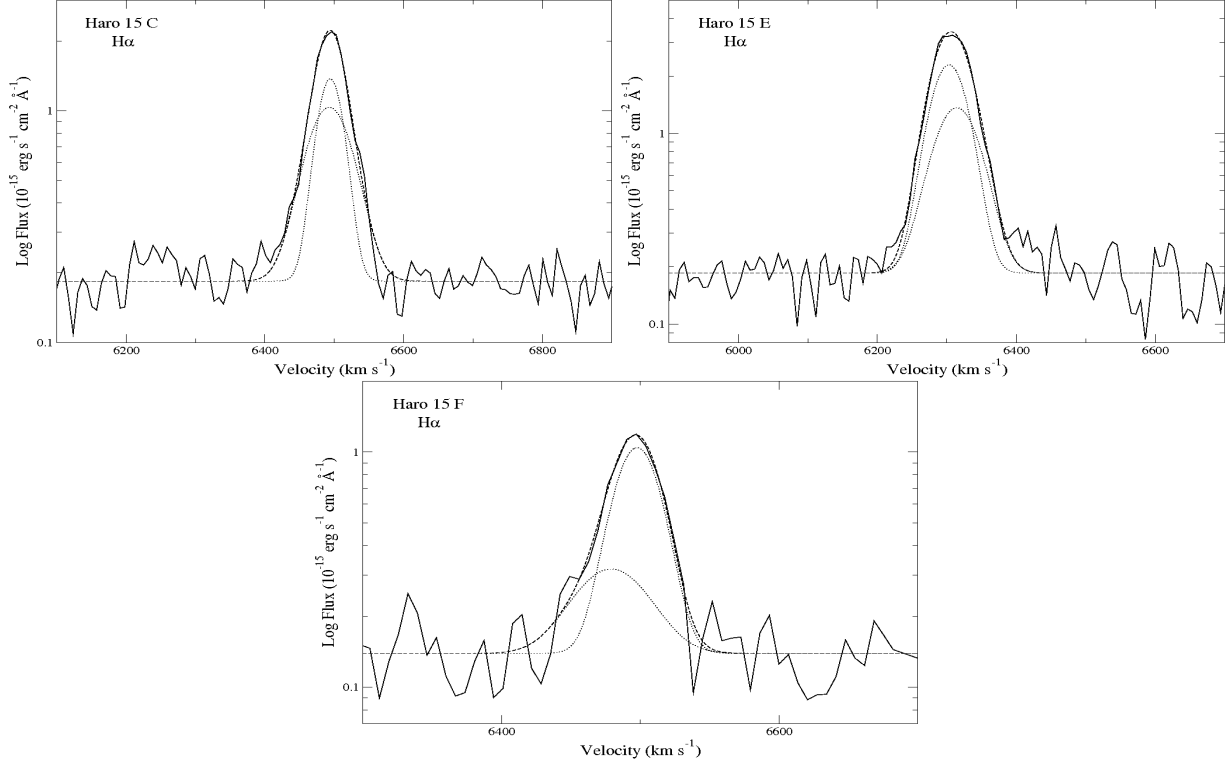 Haro 15 C
Hα
Log Flux (10⁻¹⁵ erg s⁻¹ cm⁻² Å⁻¹)
1
0.1
6200
6400
6600
6800
Velocity (km s⁻¹)
Haro 15 E
Hα
Log Flux (10⁻¹⁵ erg s⁻¹ cm⁻² Å⁻¹)
1
0.1
6000
6200
6400
6600
Velocity (km s⁻¹)
Haro 15 F
Hα
Log Flux (10⁻¹⁵ erg s⁻¹ cm⁻² Å⁻¹)
1
0.1
6400
6600
Velocity (km s⁻¹)